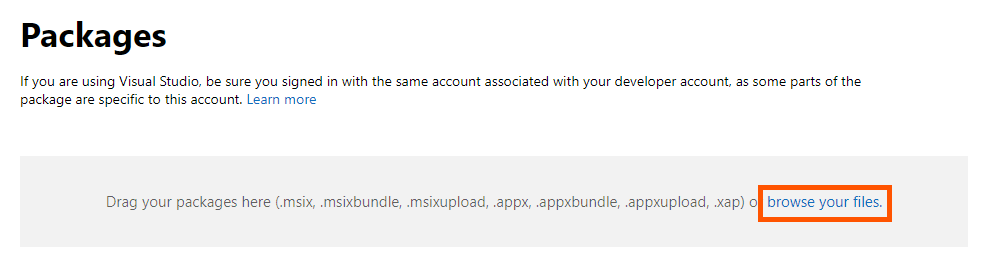 Packages
If you are using Visual Studio, be sure you signed in with the same account associated with your developer account, as some parts of the
package are specific to this account. Learn more
Drag your packages here (.msix, .msixbundle, .msixupload, .appx, .appxbundle, .appxupload, .xap) o browse your files.